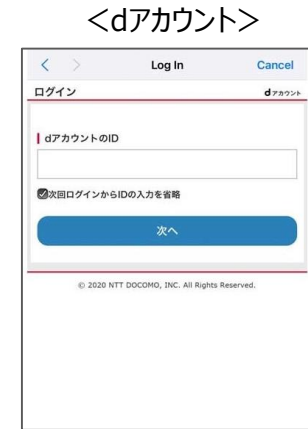 ＜dアカウント＞
Log In
Cancel
ログイン
dアカウント
dアカウントのID
次回ログインからIDの入力を省略
次へ
© 2020 NTT DOCOMO, INC. All Rights Reserved.